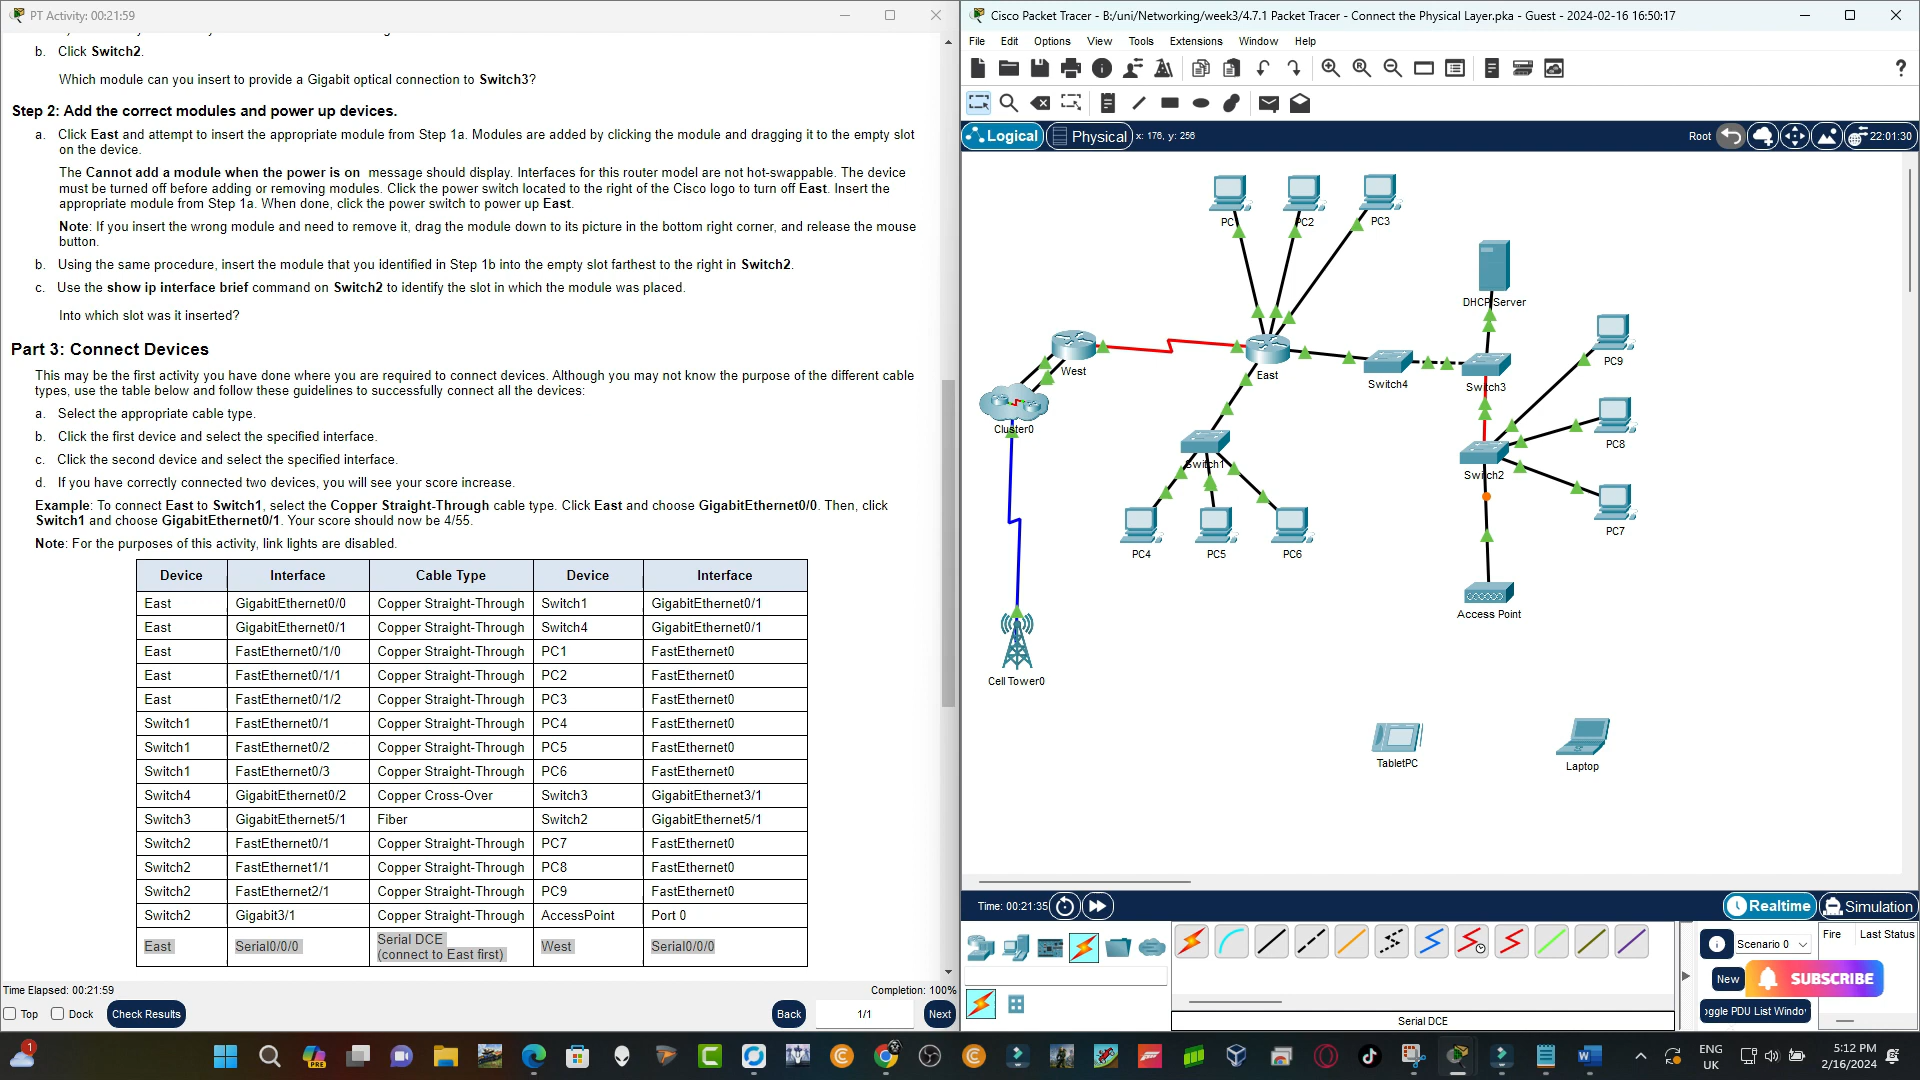 PT Activity: 00:21:59
b. Click Switch2.
Which module can you insert to provide a Gigabit optical connection to Switch3?
Step 2: Add the correct modules and power up devices.
a. Click East and attempt to insert the appropriate module from Step 1a. Modules are added by clicking the module and dragging it to the empty slot
on the device.
The Cannot add a module when the power is on message should display. Interfaces for this router model are not hot-swappable. The device
must be turned off before adding or removing modules. Click the power switch located to the right of the Cisco logo to turn off East. Insert the
appropriate module from Step 1a. When done, click the power switch to power up East.
Note: If you insert the wrong module and need to remove it, drag the module down to its picture in the bottom right corner, and release the mouse
button.
b. Using the same procedure, insert the module that you identified in Step 1b into the empty slot farthest to the right in Switch2.
c. Use the show ip interface brief command on Switch2 to identify the slot in which the module was placed.
Into which slot was it inserted?
Part 3: Connect Devices
This may be the first activity you have done where you are required to connect devices. Although you may not know the purpose of the different cable
types, use the table below and follow these guidelines to successfully connect all the devices:
a. Select the appropriate cable type.
b. Click the first device and select the specified interface.
c. Click the second device and select the specified interface.
d. If you have correctly connected two devices, you will see your score increase.
Example: To connect East to Switch1, select the Copper Straight-Through cable type. Click East and choose GigabitEthernet0/0. Then, click
Switch1 and choose GigabitEthernet0/1. Your score should now be 4/55.
Note: For the purposes of this activity, link lights are disabled.
Device Interface Cable Type Device Interface
East GigabitEthernet0/0 Copper Straight-Through Switch1 GigabitEthernet0/1
East GigabitEthernet0/1 Copper Straight-Through Switch4 GigabitEthernet0/1
East FastEthernet0/1/0 Copper Straight-Through PC1 FastEthernet0
East FastEthernet0/1/1 Copper Straight-Through PC2 FastEthernet0
East FastEthernet0/1/2 Copper Straight-Through PC3 FastEthernet0
Switch1 FastEthernet0/1 Copper Straight-Through PC4 FastEthernet0
Switch1 FastEthernet0/2 Copper Straight-Through PC5 FastEthernet0
Switch1 FastEthernet0/3 Copper Straight-Through PC6 FastEthernet0
Switch4 GigabitEthernet0/2 Copper Cross-Over Switch3 GigabitEthernet3/1
Switch3 GigabitEthernet5/1 Fiber Switch2 GigabitEthernet5/1
Switch2 FastEthernet0/1 Copper Straight-Through PC7 FastEthernet0
Switch2 FastEthernet1/1 Copper Straight-Through PC8 FastEthernet0
Switch2 FastEthernet2/1 Copper Straight-Through PC9 FastEthernet0
Switch2 Gigabit3/1 Copper Straight-Through AccessPoint Port 0
East Serial0/0/0 Serial DCE West Serial0/0/0
(connect to East first)
Time Elapsed: 00:21:59 Completion: 100%
Top Dock Check Results Back 1/1 Next
Cisco Packet Tracer - B:/uni/Networking/week3/4.7.1 Packet Tracer - Connect the Physical Layer.pka - Guest - 2024-02-16 16:50:17
File Edit Options View Tools Extensions Window Help
Logical Physical x: 176, y: 256 Root 22:01:30
PC PC2 PC3
DHCP Server
PC9
West East Switch4 Switch3
Cluster0
PC8
Switch1 Switch2
PC7
PC4 PC5 PC6
Access Point
Cell Tower0
TabletPC Laptop
Time: 00:21:35 Realtime Simulation
Scenario 0 Fire Last Status
New SUBSCRIBE
oggle PDU List Windo
Serial DCE
1 PRE ENG 5:12 PM
UK 2/16/2024